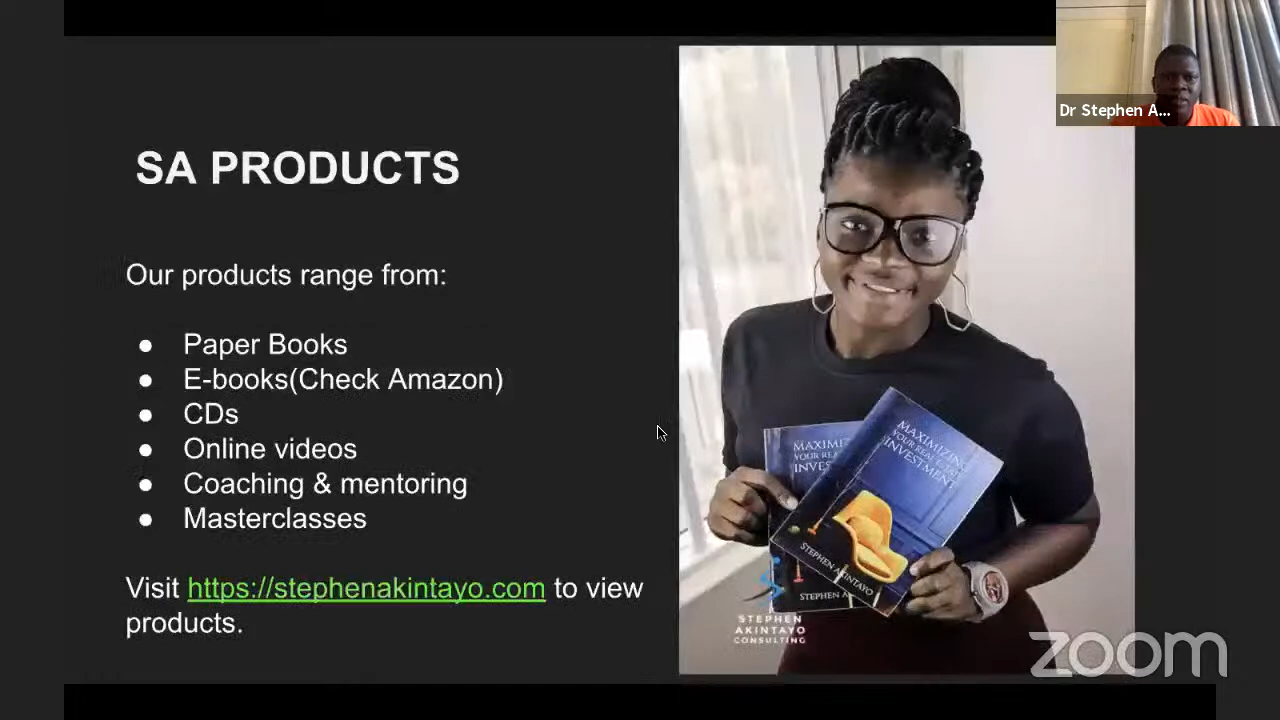 Dr Stephen A...
SA PRODUCTS
Our products range from:
● Paper Books
● E-books(Check Amazon)
● CDs
● Online videos
● Coaching & mentoring
● Masterclasses
Visit https://stephenakintayo.com to view
products.
MAXIMIZING
YOUR REAL
INVESTMENT
STEPHEN AKINTAYO
STEPHEN
STEPHEN
AKINTAYO
CONSULTING
zoom